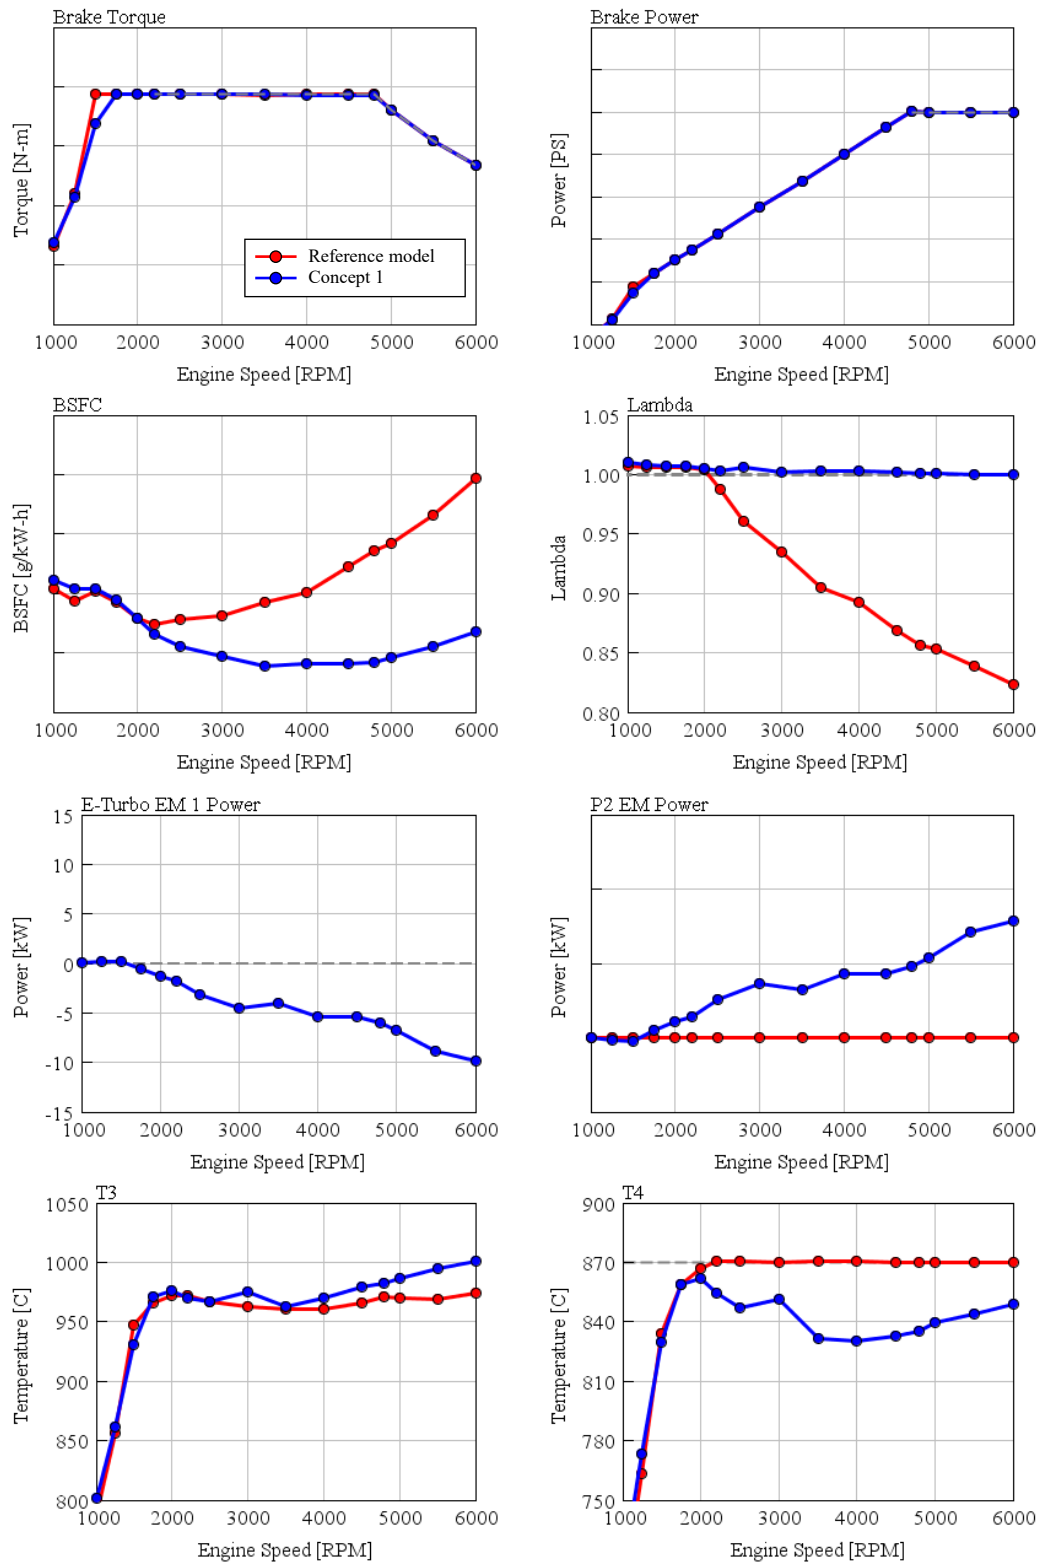 Brake Torque
Torque [N-m]
Reference model
Concept 1
1000 2000 3000 4000 5000 6000
Engine Speed [RPM]
Brake Power
Power [PS]
1000 2000 3000 4000 5000 6000
Engine Speed [RPM]
BSFC
BSFC [g/kW-h]
1000 2000 3000 4000 5000 6000
Engine Speed [RPM]
Lambda
1.05
1.00
0.95
0.90
0.85
0.80
Lambda
1000 2000 3000 4000 5000 6000
Engine Speed [RPM]
E-Turbo EM 1 Power
15
10
5
0
-5
-10
-15
Power [kW]
1000 2000 3000 4000 5000 6000
Engine Speed [RPM]
P2 EM Power
Power [kW]
1000 2000 3000 4000 5000 6000
Engine Speed [RPM]
T3
1050
1000
950
900
850
800
Temperature [C]
1000 2000 3000 4000 5000 6000
Engine Speed [RPM]
T4
900
870
840
810
780
750
Temperature [C]
1000 2000 3000 4000 5000 6000
Engine Speed [RPM]